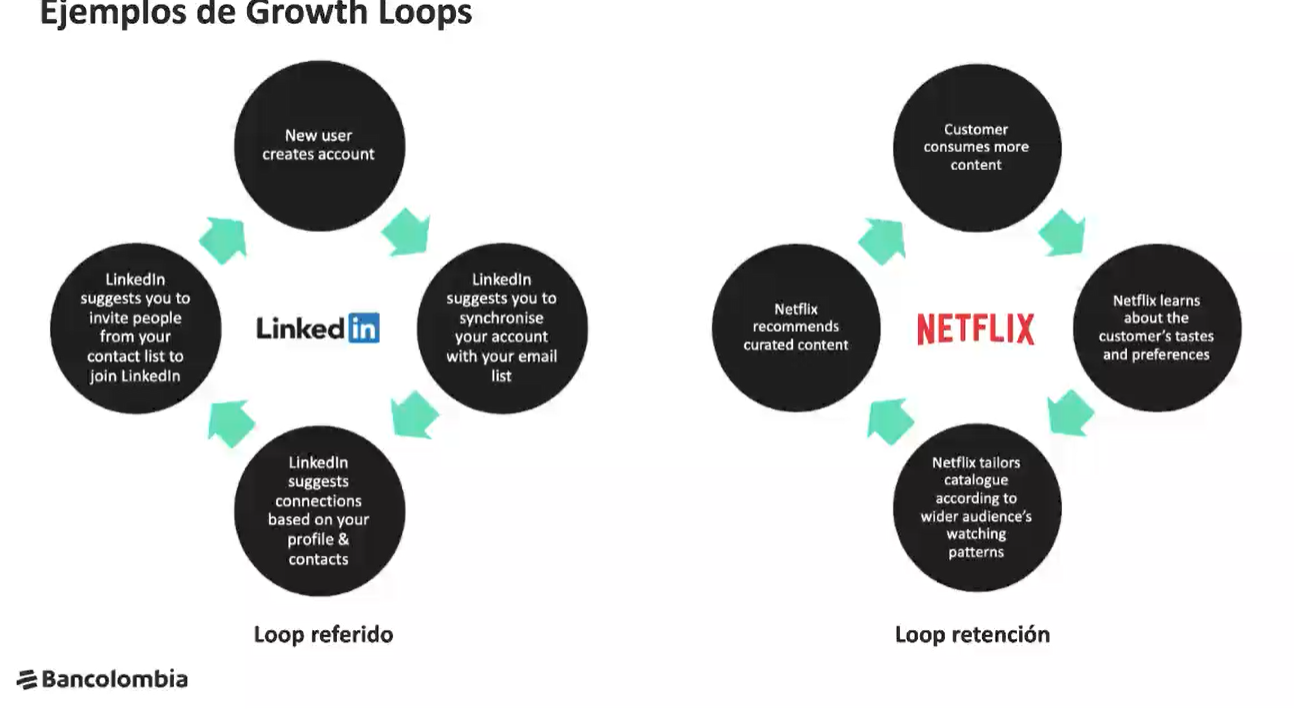 Ejemplos de Growth Loops
New user
creates account
LinkedIn
suggests you to
synchronise
your account
with your email
list
LinkedIn
suggests
connections
based on your
profile &
contacts
LinkedIn
suggests you to
invite people
from your
contact list to
join LinkedIn
Linked in
Loop referido
Customer
consumes more
content
Netflix learns
about the
customer's tastes
and preferences
Netflix tailors
catalogue
according to
wider audience's
watching
patterns
Netflix
recommends
curated content
NETFLIX
Loop retención
Bancolombia